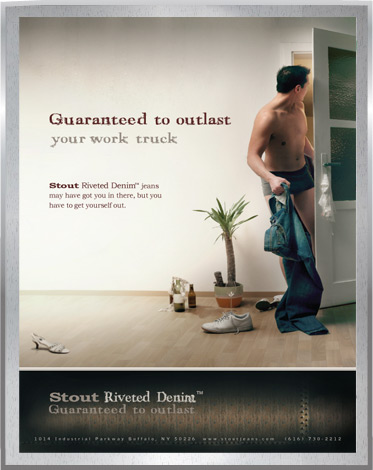 Guaranteed to outlast
your work truck
Stout Riveted Denim™ jeans
may have got you in there, but you
have to get yourself out.
Stout Riveted Denim™
Guaranteed to outlast
1014 Industrial Parkway Buffalo, NY 50226 www.stoutjeans.com (616) 730-2212